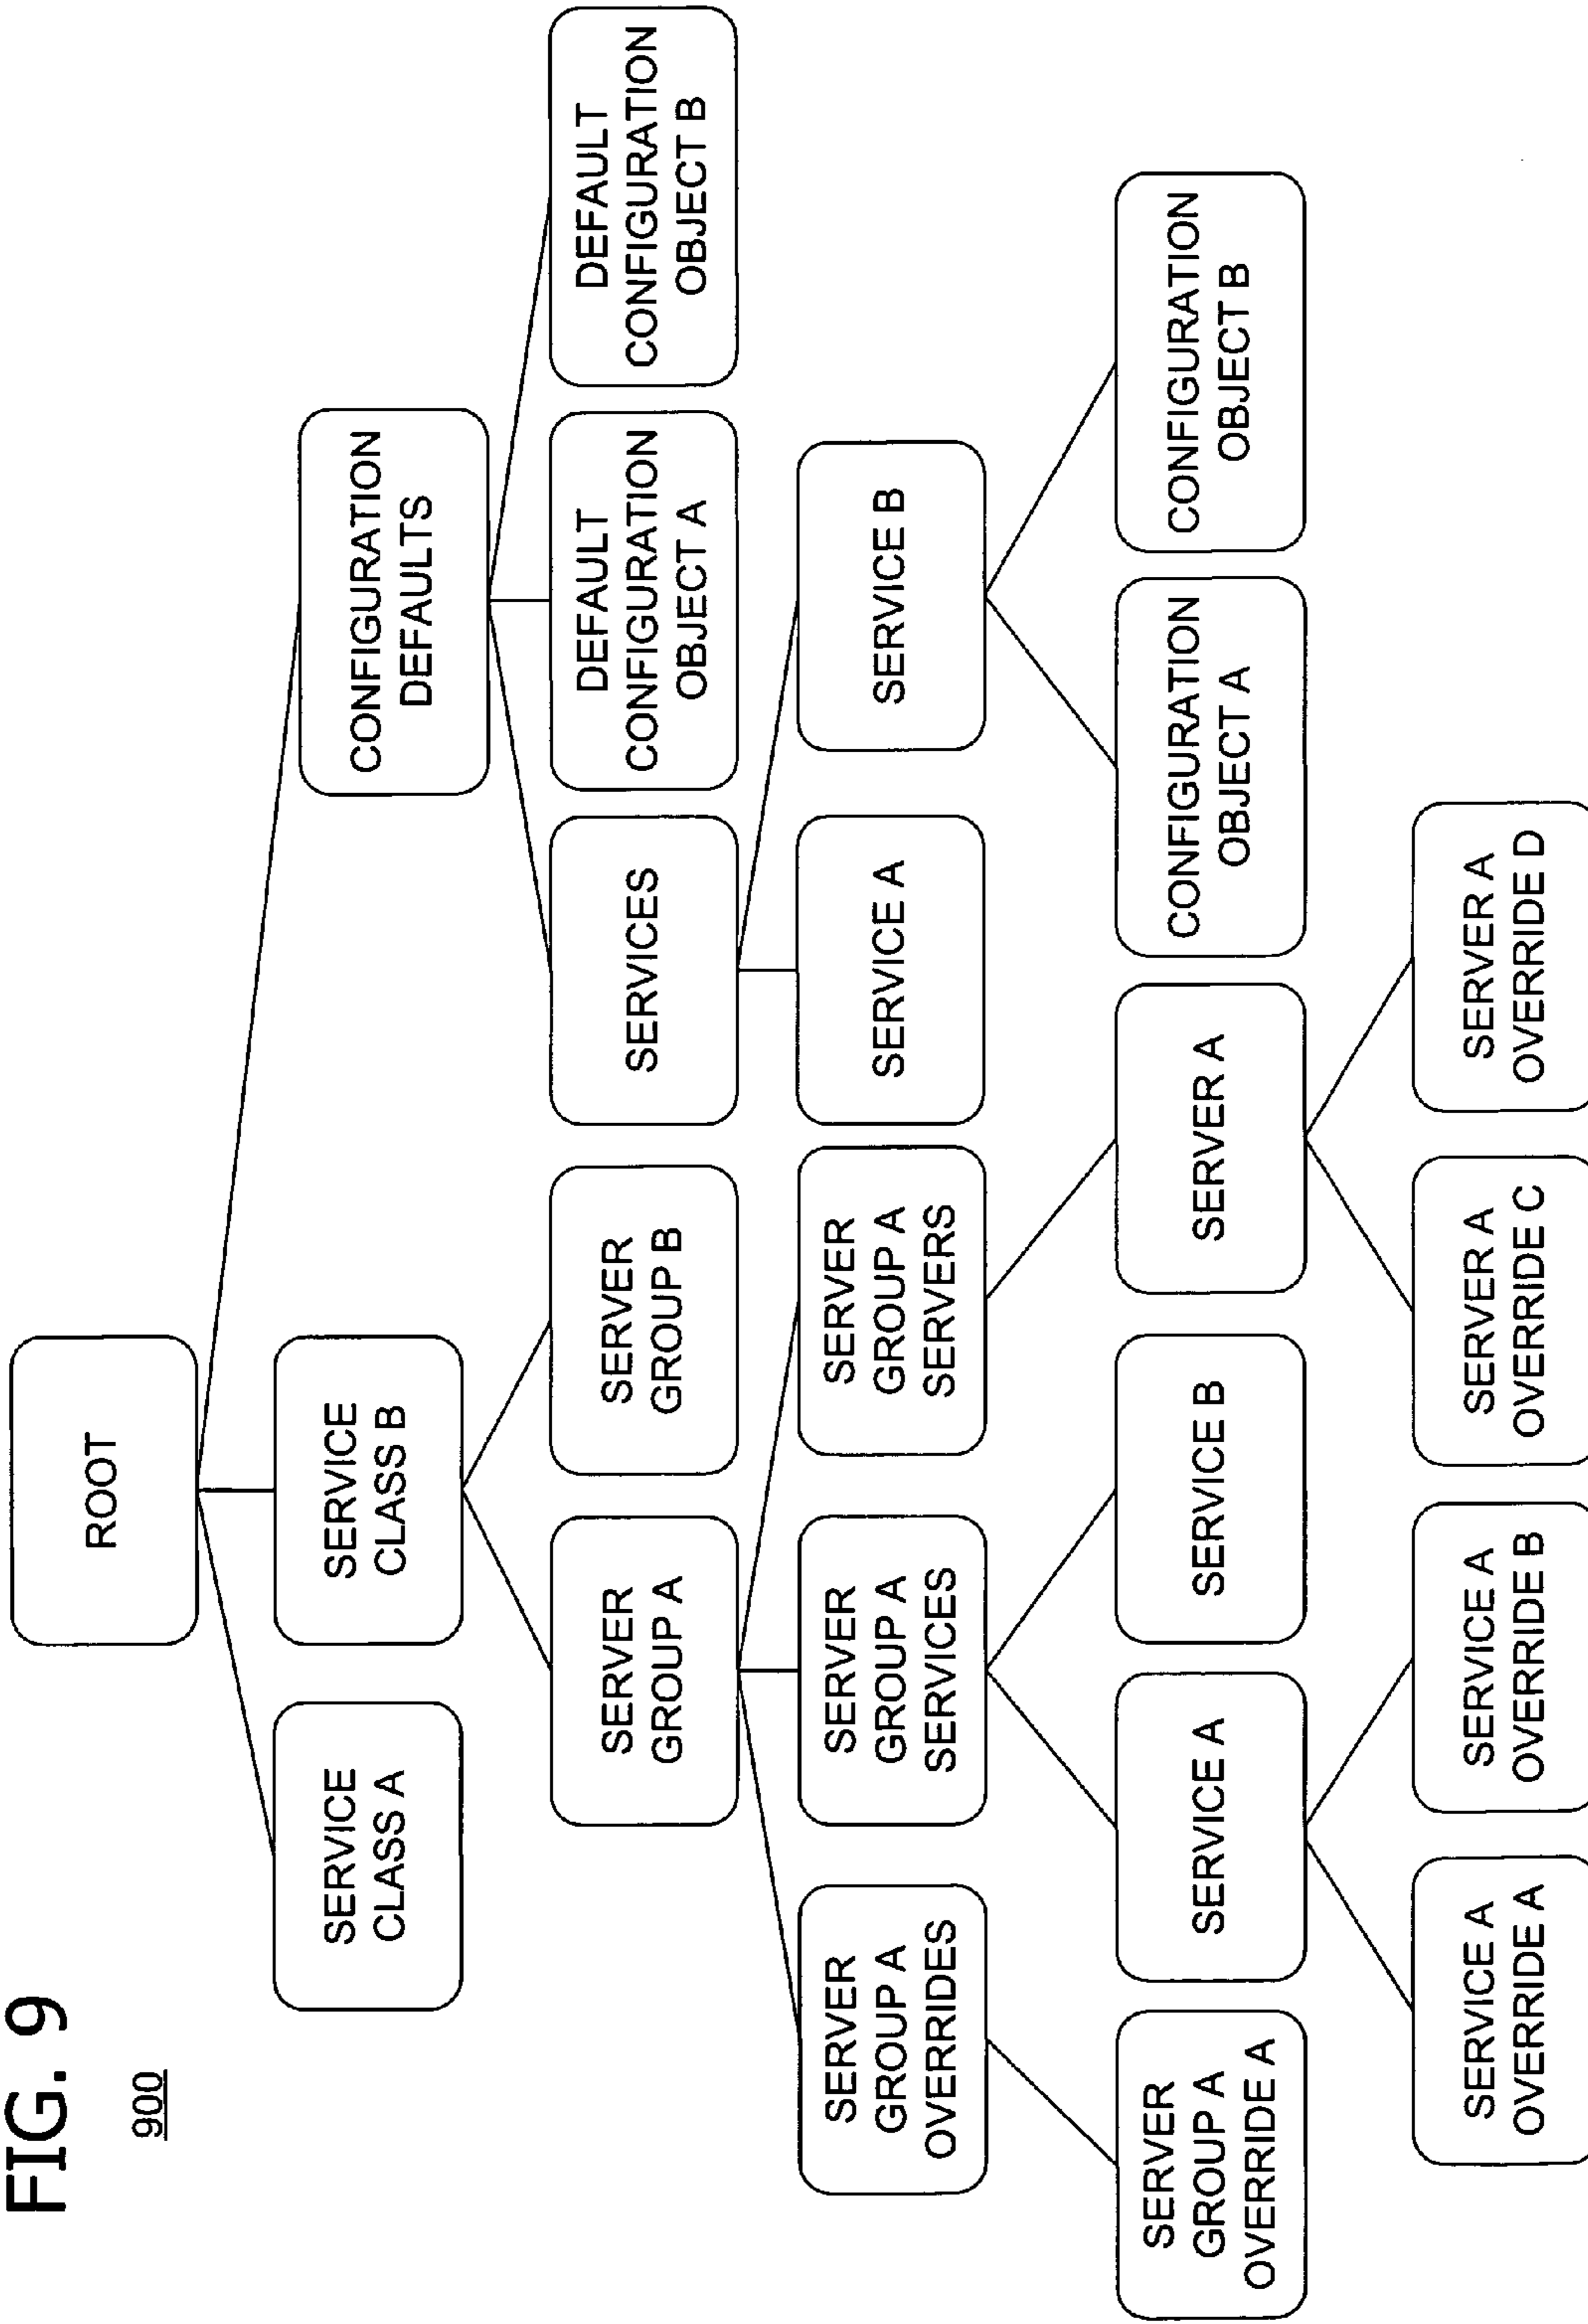 FIG. 9
900
ROOT
SERVICE
CLASS A
SERVICE
CLASS B
CONFIGURATION
DEFAULTS
SERVER
GROUP A
SERVER
GROUP B
SERVICES
DEFAULT
CONFIGURATION
OBJECT A
DEFAULT
CONFIGURATION
OBJECT B
SERVER
GROUP A
OVERRIDES
SERVER
GROUP A
SERVICES
SERVER
GROUP A
SERVERS
SERVICE A
SERVICE B
SERVER
GROUP A
OVERRIDE A
SERVICE A
SERVICE B
SERVER A
CONFIGURATION
OBJECT A
CONFIGURATION
OBJECT B
SERVICE A
OVERRIDE A
SERVICE A
OVERRIDE B
SERVER A
OVERRIDE C
SERVER A
OVERRIDE D